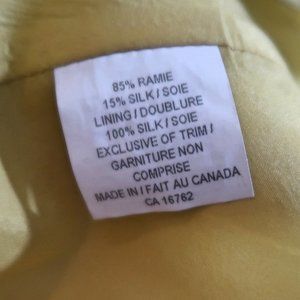 85% RAMIE
15% SILK / SOIE
LINING / DOUBLURE
100% SILK / SOIE
EXCLUSIVE OF TRIM /
GARNITURE NON
COMPRISE
MADE IN / FAIT AU CANADA
CA 16762